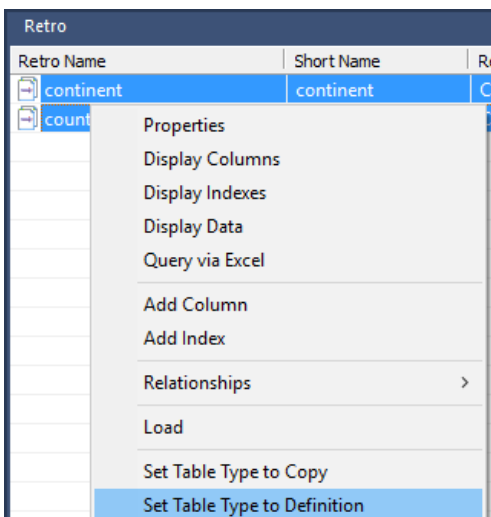 Retro
Retro Name Short Name
continent continent
Properties
Display Columns
Display Indexes
Display Data
Query via Excel
Add Column
Add Index
Relationships
Load
Set Table Type to Copy
Set Table Type to Definition